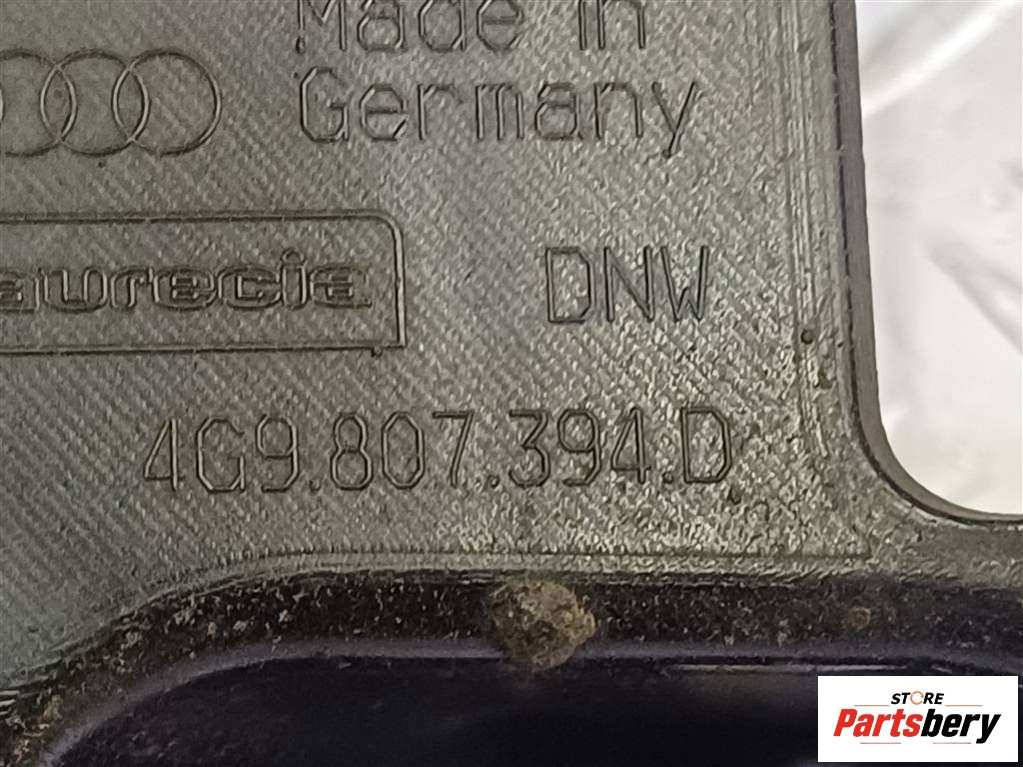 Made in
Germany
aurecia
DNW
4G9.807.394.D
STORE
Partsbery